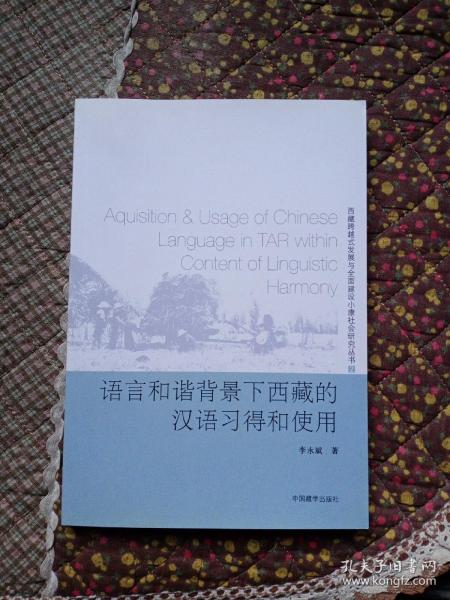 Aquisition & Usage of Chinese
Language in TAR within
Content of Linguistic
Harmony
西藏跨越式发展与全面建设小康社会研究丛书
语言和谐背景下西藏的
汉语习得和使用
李永斌 著
中国藏学出版社
孔夫子旧书网
www.kongfz.com